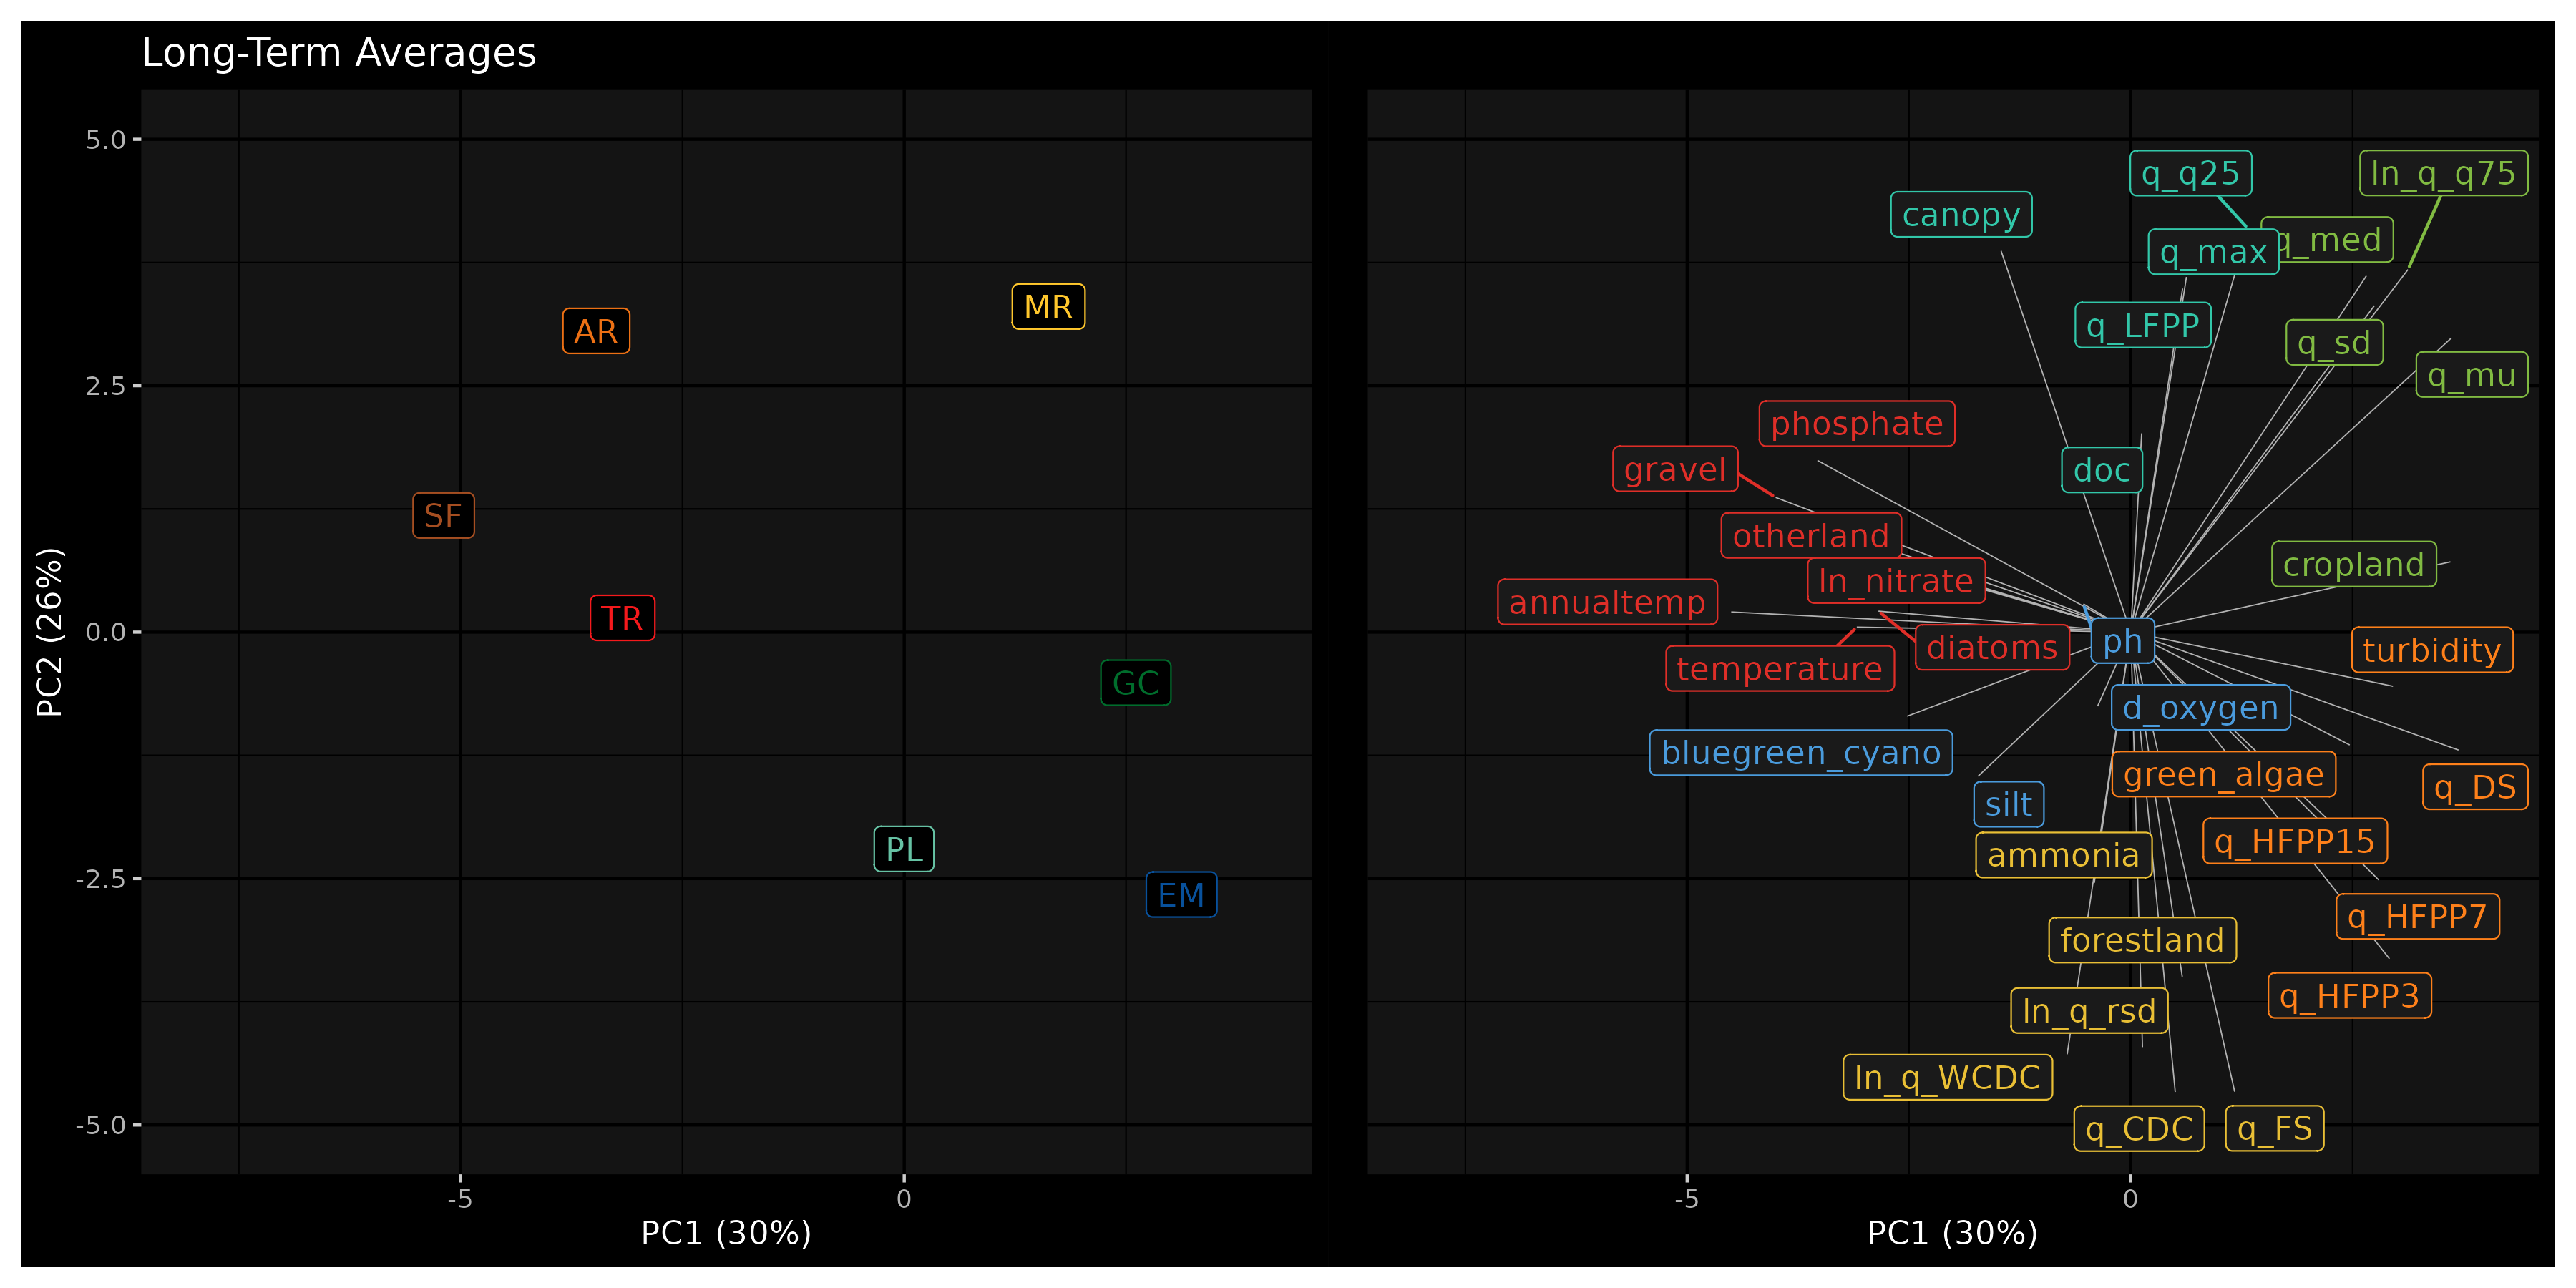 Long-Term Averages
PC2 (26%)
5.0
2.5
0.0
-2.5
-5.0
AR
MR
SF
TR
GC
PL
EM
-5
0
PC1 (30%)
q_q25
ln_q_q75
canopy
q_med
q_max
q_LFPP
q_sd
q_mu
phosphate
gravel
doc
otherland
cropland
ln_nitrate
annualtemp
ph
diatoms
turbidity
temperature
d_oxygen
bluegreen_cyano
green_algae
q_DS
silt
q_HFPP15
ammonia
q_HFPP7
forestland
q_HFPP3
ln_q_rsd
ln_q_WCDC
q_CDC
q_FS
-5
0
PC1 (30%)